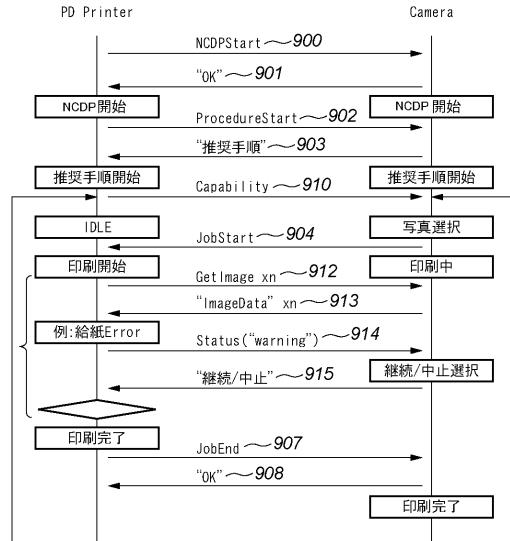 PD Printer Camera
NCDPStart 900
“OK” 901
NCDP開始 NCDP開始
ProcedureStart 902
“推奨手順” 903
推奨手順開始 推奨手順開始
Capability 910
IDLE 写真選択
JobStart 904
印刷開始 印刷中
GetImage xn 912
“ImageData” xn 913
例:給紙Error
Status(“warning”) 914
継続/中止選択
“継続/中止” 915
印刷完了
JobEnd 907
“OK” 908
印刷完了